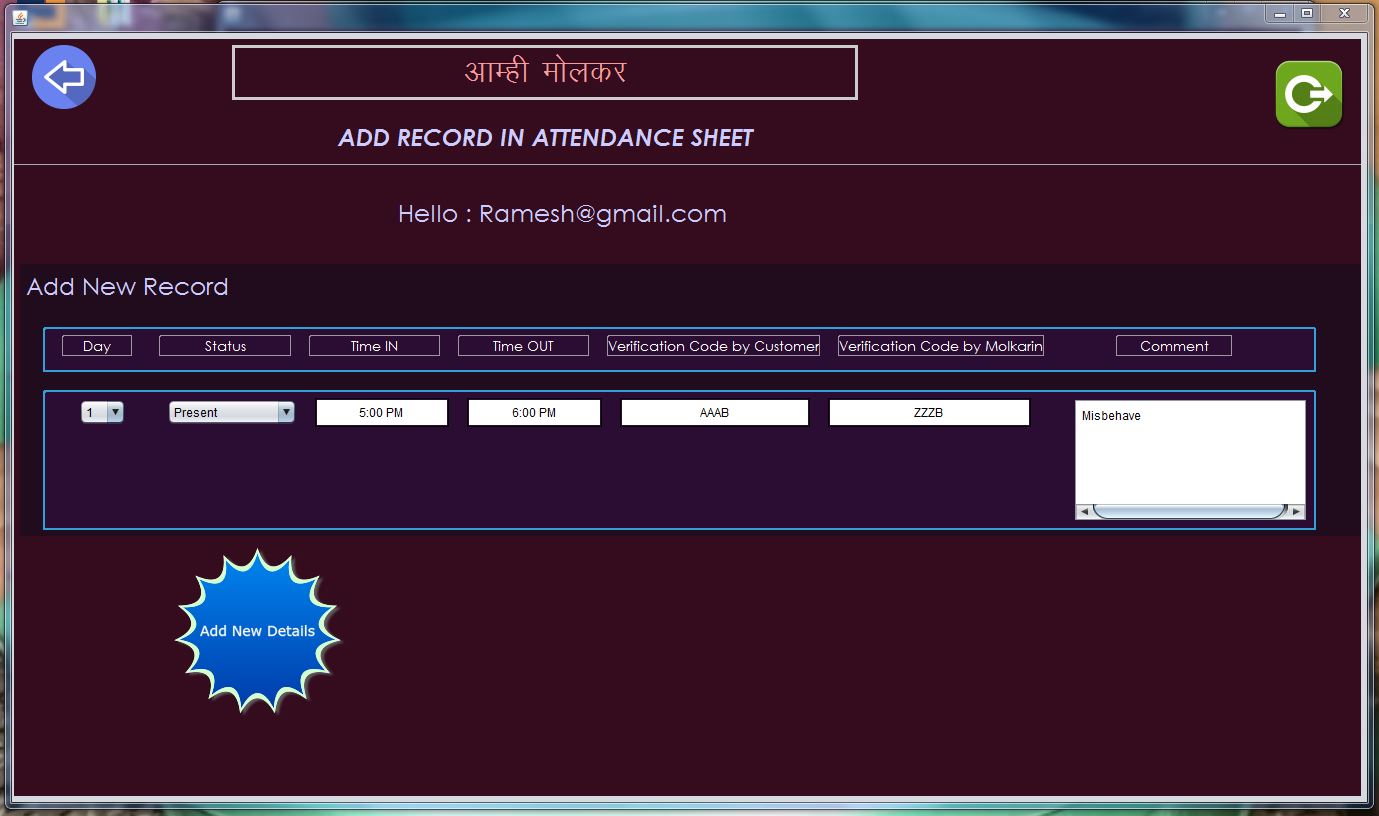 आम्ही मोलकर
ADD RECORD IN ATTENDANCE SHEET
Hello : Ramesh@gmail.com
Add New Record
Day Status Time IN Time OUT Verification Code by Customer Verification Code by Molkarin Comment
1 Present 5:00 PM 6:00 PM AAAB ZZZB Misbehave
Add New Details